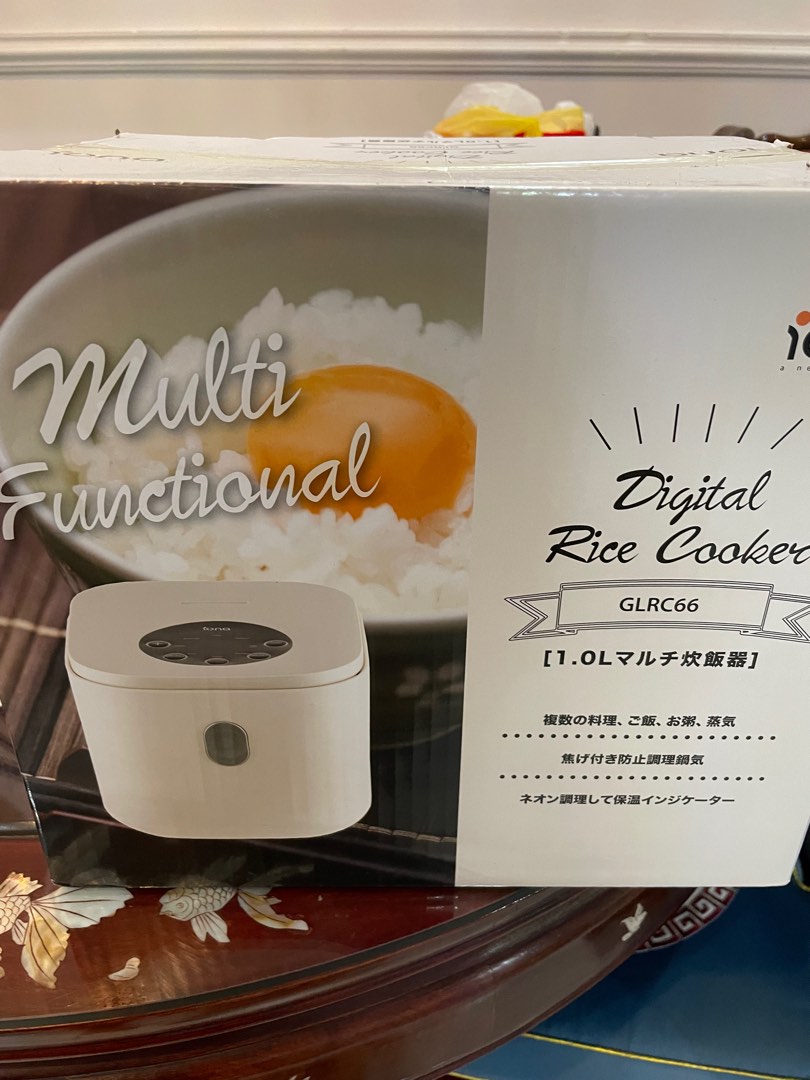 Multi
Functional
iona
Digital
Rice Cooker
GLRC66
[1.0Lマルチ炊飯器]
複数の料理、ご飯、お粥、蒸気
焦げ付き防止調理鍋気
ネオン調理して保温インジケーター